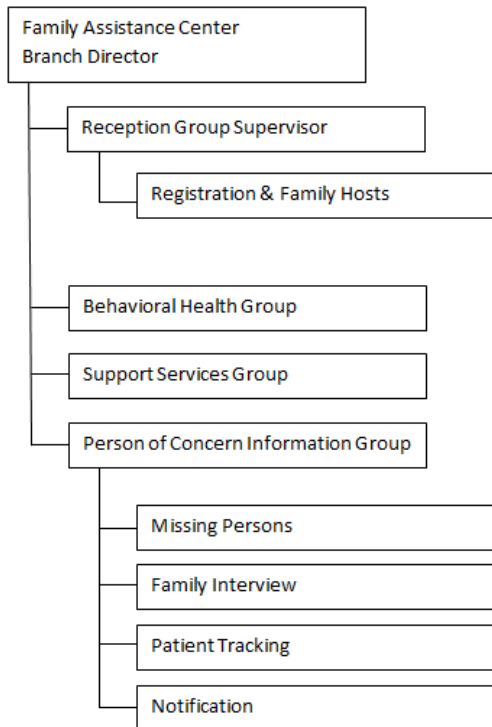 Family Assistance Center
Branch Director
Reception Group Supervisor
Registration & Family Hosts
Behavioral Health Group
Support Services Group
Person of Concern Information Group
Missing Persons
Family Interview
Patient Tracking
Notification